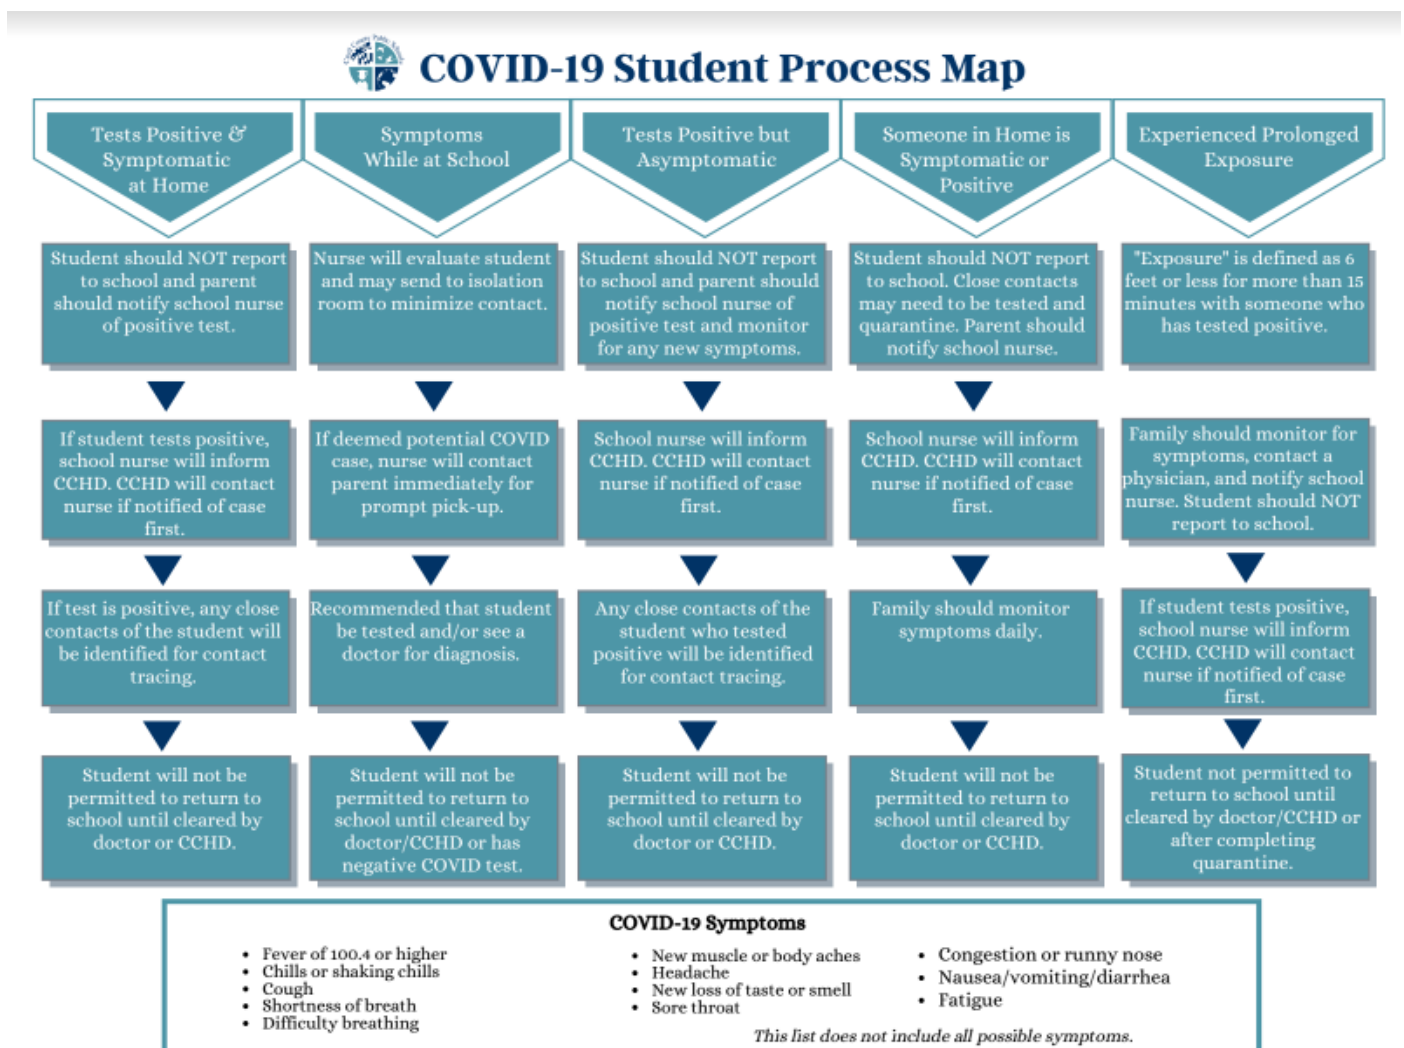 COVID-19 Student Process Map
Tests Positive &
Symptomatic
at Home
Symptoms
While at School
Tests Positive but
Asymptomatic
Someone in Home is
Symptomatic or
Positive
Experienced Prolonged
Exposure
Student should NOT report
to school and parent
should notify school nurse
of positive test.
Nurse will evaluate student
and may send to isolation
room to minimize contact.
Student should NOT report
to school and parent should
notify school nurse of
positive test and monitor
for any new symptoms.
Student should NOT report
to school. Close contacts
may need to be tested and
quarantine. Parent should
notify school nurse.
"Exposure" is defined as 6
feet or less for more than 15
minutes with someone who
has tested positive.
If student tests positive,
school nurse will inform
CCHD. CCHD will contact
nurse if notified of case
first.
If deemed potential COVID
case, nurse will contact
parent immediately for
prompt pick-up.
School nurse will inform
CCHD. CCHD will contact
nurse if notified of case
first.
School nurse will inform
CCHD. CCHD will contact
nurse if notified of case
first.
Family should monitor for
symptoms, contact a
physician, and notify school
nurse. Student should NOT
report to school.
If test is positive, any close
contacts of the student will
be identified for contact
tracing.
Recommended that student
be tested and/or see a
doctor for diagnosis.
Any close contacts of the
student who tested
positive will be identified
for contact tracing.
Family should monitor
symptoms daily.
If student tests positive,
school nurse will inform
CCHD. CCHD will contact
nurse if notified of case
first.
Student will not be
permitted to return to
school until cleared by
doctor or CCHD.
Student will not be
permitted to return to
school until cleared by
doctor/CCHD or has
negative COVID test.
Student will not be
permitted to return to
school until cleared by
doctor or CCHD.
Student will not be
permitted to return to
school until cleared by
doctor or CCHD.
Student not permitted to
return to school until
cleared by doctor/CCHD or
after completing
quarantine.
COVID-19 Symptoms
• Fever of 100.4 or higher
• Chills or shaking chills
• Cough
• Shortness of breath
• Difficulty breathing
• New muscle or body aches
• Headache
• New loss of taste or smell
• Sore throat
• Congestion or runny nose
• Nausea/vomiting/diarrhea
• Fatigue
This list does not include all possible symptoms.